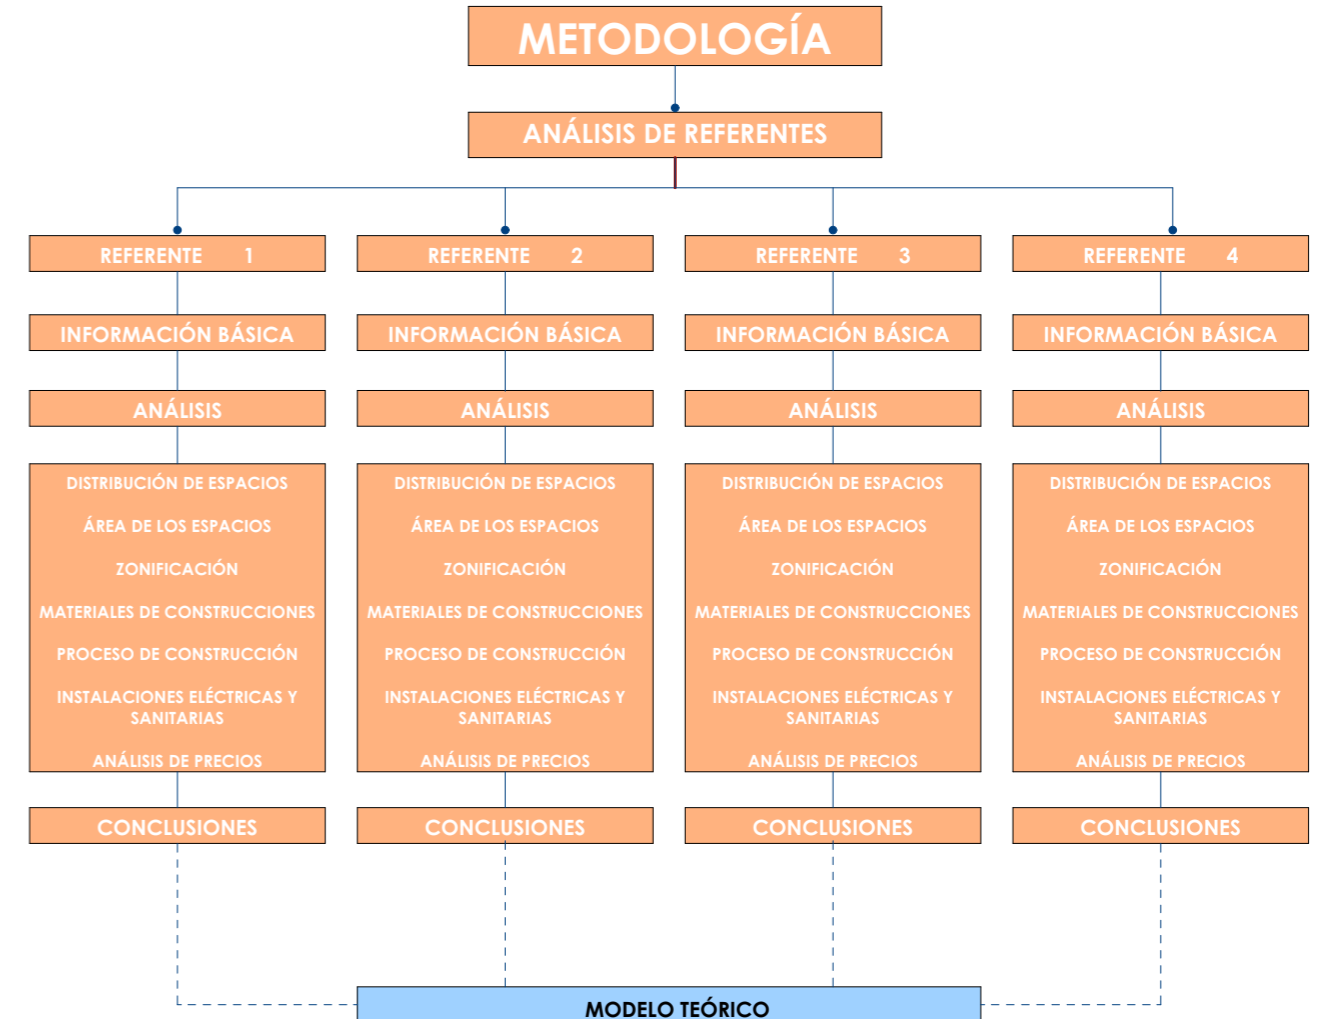 METODOLOGÍA
ANÁLISIS DE REFERENTES
REFERENTE 1
INFORMACIÓN BÁSICA
ANÁLISIS
DISTRIBUCIÓN DE ESPACIOS
ÁREA DE LOS ESPACIOS
ZONIFICACIÓN
MATERIALES DE CONSTRUCCIONES
PROCESO DE CONSTRUCCIÓN
INSTALACIONES ELÉCTRICAS Y
SANITARIAS
ANÁLISIS DE PRECIOS
CONCLUSIONES
REFERENTE 2
INFORMACIÓN BÁSICA
ANÁLISIS
DISTRIBUCIÓN DE ESPACIOS
ÁREA DE LOS ESPACIOS
ZONIFICACIÓN
MATERIALES DE CONSTRUCCIONES
PROCESO DE CONSTRUCCIÓN
INSTALACIONES ELÉCTRICAS Y
SANITARIAS
ANÁLISIS DE PRECIOS
CONCLUSIONES
REFERENTE 3
INFORMACIÓN BÁSICA
ANÁLISIS
DISTRIBUCIÓN DE ESPACIOS
ÁREA DE LOS ESPACIOS
ZONIFICACIÓN
MATERIALES DE CONSTRUCCIONES
PROCESO DE CONSTRUCCIÓN
INSTALACIONES ELÉCTRICAS Y
SANITARIAS
ANÁLISIS DE PRECIOS
CONCLUSIONES
REFERENTE 4
INFORMACIÓN BÁSICA
ANÁLISIS
DISTRIBUCIÓN DE ESPACIOS
ÁREA DE LOS ESPACIOS
ZONIFICACIÓN
MATERIALES DE CONSTRUCCIONES
PROCESO DE CONSTRUCCIÓN
INSTALACIONES ELÉCTRICAS Y
SANITARIAS
ANÁLISIS DE PRECIOS
CONCLUSIONES
MODELO TEÓRICO